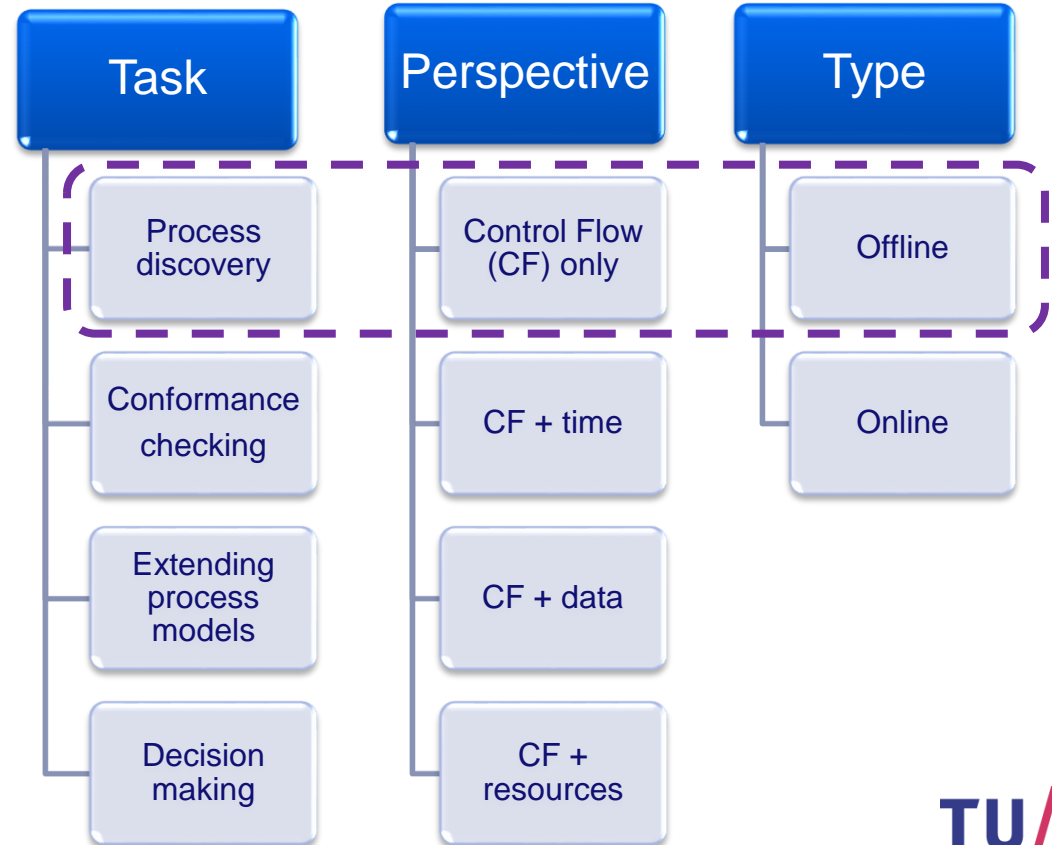 Task
Perspective
Type
Process
discovery
Control Flow
(CF) only
Offline
Conformance
checking
CF + time
Online
Extending
process
models
CF + data
Decision
making
CF +
resources
TU/